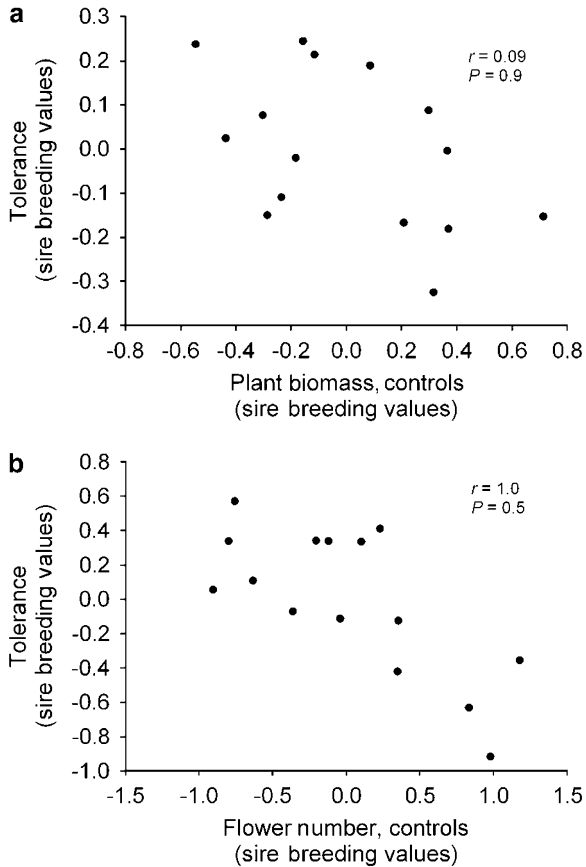 a
0.3
0.2
0.1
0.0
-0.1
-0.2
-0.3
-0.4
Tolerance
(sire breeding values)
r = 0.09
P = 0.9
-0.8 -0.6 -0.4 -0.2 0.0 0.2 0.4 0.6 0.8
Plant biomass, controls
(sire breeding values)
b
0.8
0.6
0.4
0.2
0.0
-0.2
-0.4
-0.6
-0.8
-1.0
Tolerance
(sire breeding values)
r = 1.0
P = 0.5
-1.5 -1.0 -0.5 0.0 0.5 1.0 1.5
Flower number, controls
(sire breeding values)